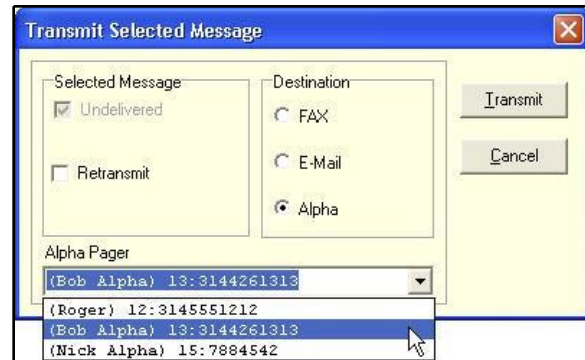 Transmit Selected Message
Selected Message
Undelivered
Retransmit
Destination
FAX
E-Mail
Alpha
Transmit
Cancel
Alpha Pager
(Bob Alpha) 13:3144261313
(Roger) 12:3145551212
(Bob Alpha) 13:3144261313
(Nick Alpha) 15:7884542